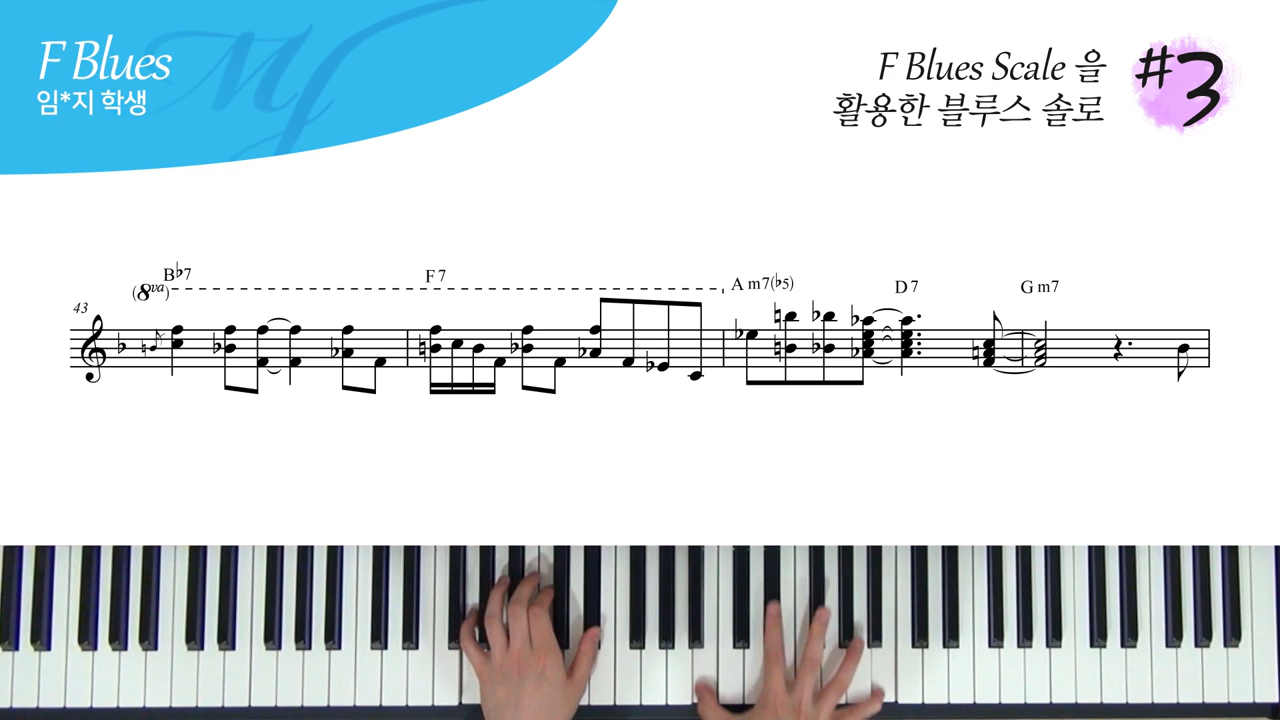 F Blues
임*지 학생
F Blues Scale 을
활용한 블루스 솔로
#3
(8va)
B♭7
F 7
A m7(♭5)
D 7
G m7
43